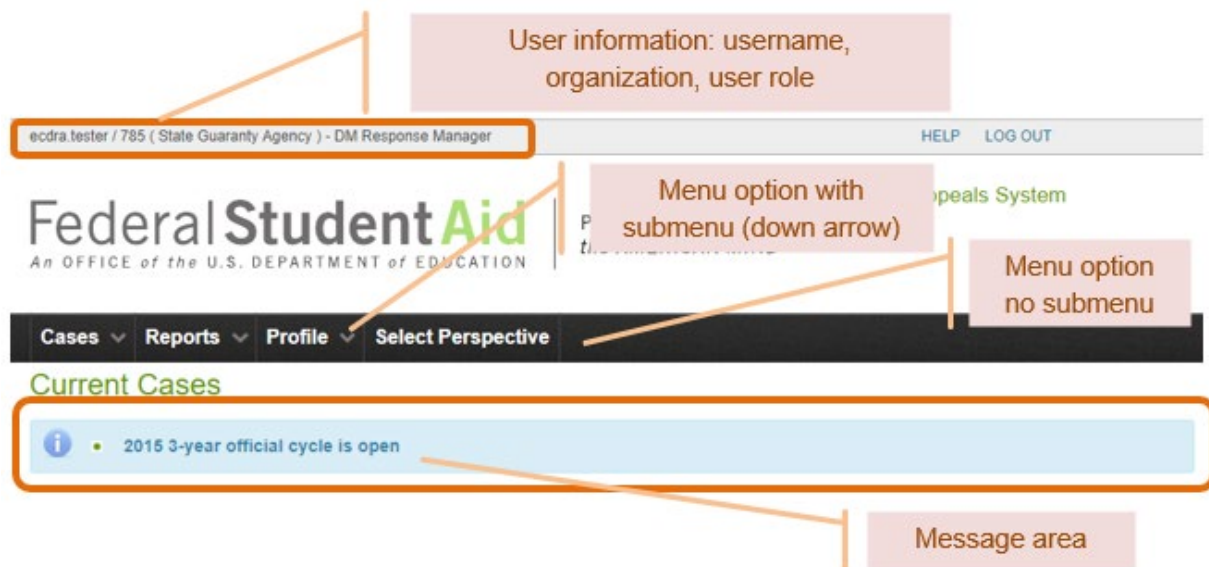 User information: username,
organization, user role
ecdra.tester / 785 ( State Guaranty Agency ) - DM Response Manager
HELP LOG OUT
Menu option with
submenu (down arrow)
Appeals System
Federal Student Aid
An OFFICE of the U.S. DEPARTMENT of EDUCATION
Menu option
no submenu
Cases Reports Profile Select Perspective
Current Cases
2015 3-year official cycle is open
Message area